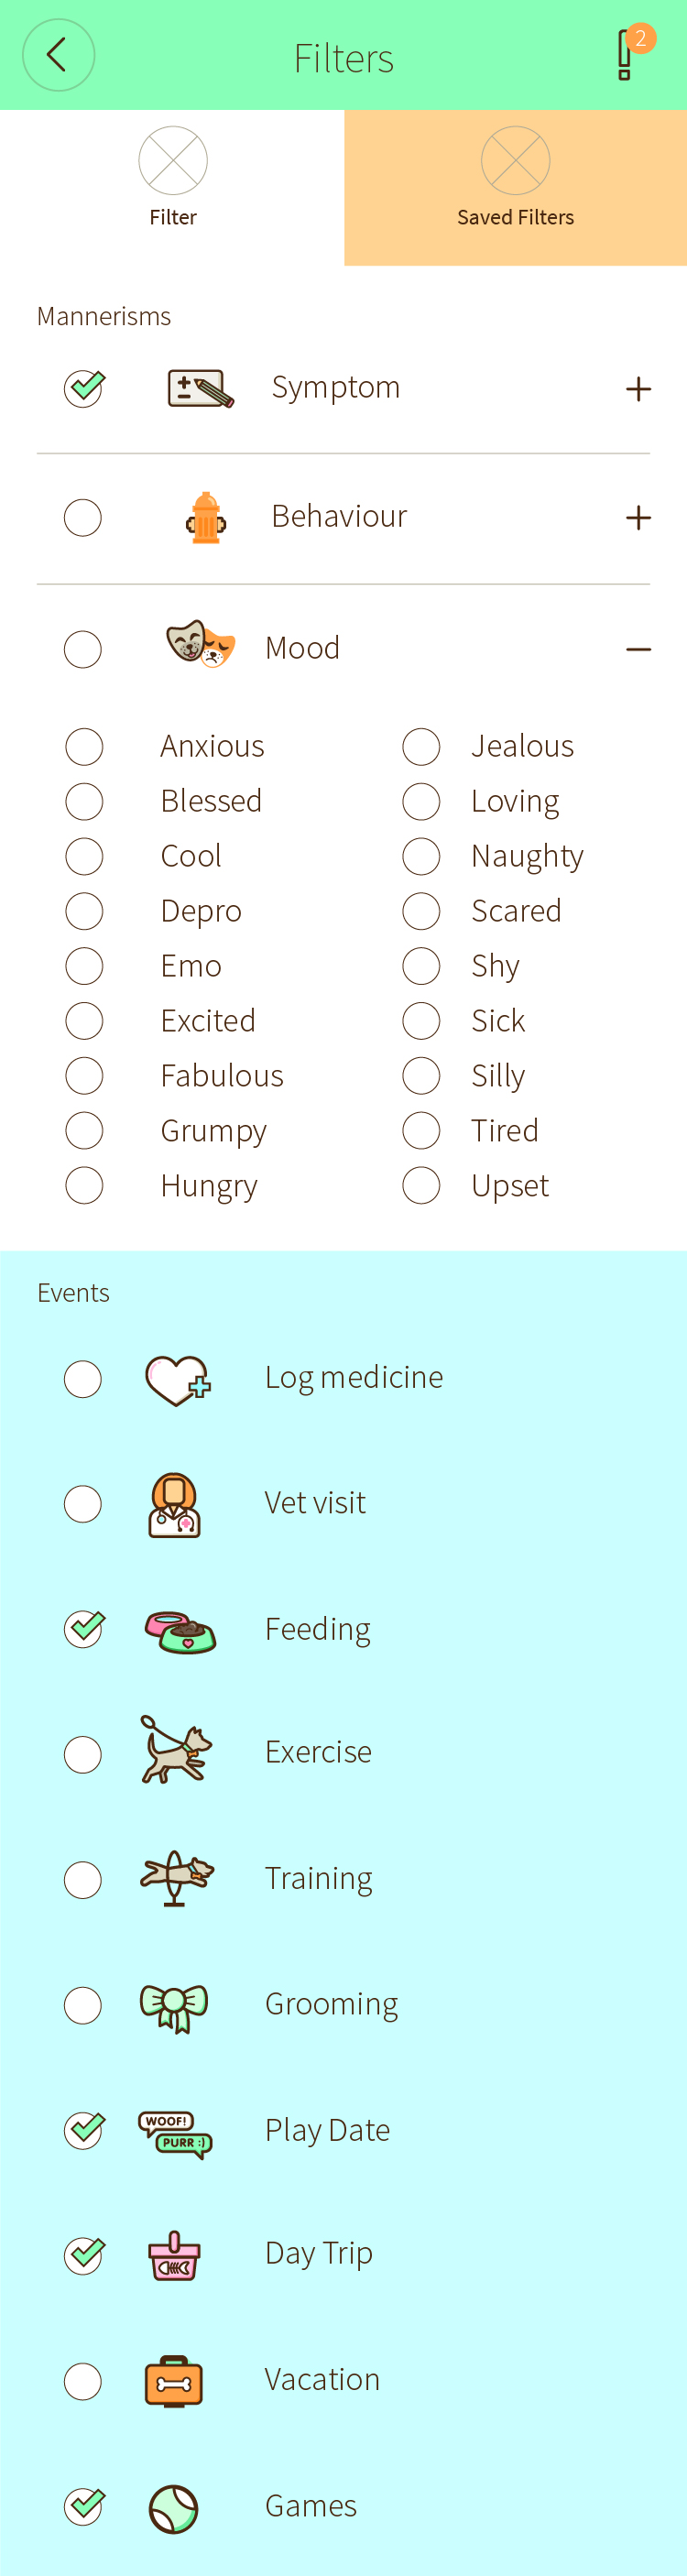 Filters
2
Filter
Saved Filters
Mannerisms
Symptom
Behaviour
Mood
Anxious
Jealous
Blessed
Loving
Cool
Naughty
Depro
Scared
Emo
Shy
Excited
Sick
Fabulous
Silly
Grumpy
Tired
Hungry
Upset
Events
Log medicine
Vet visit
Feeding
Exercise
Training
Grooming
WOOF!
PURR :)
Play Date
Day Trip
Vacation
Games